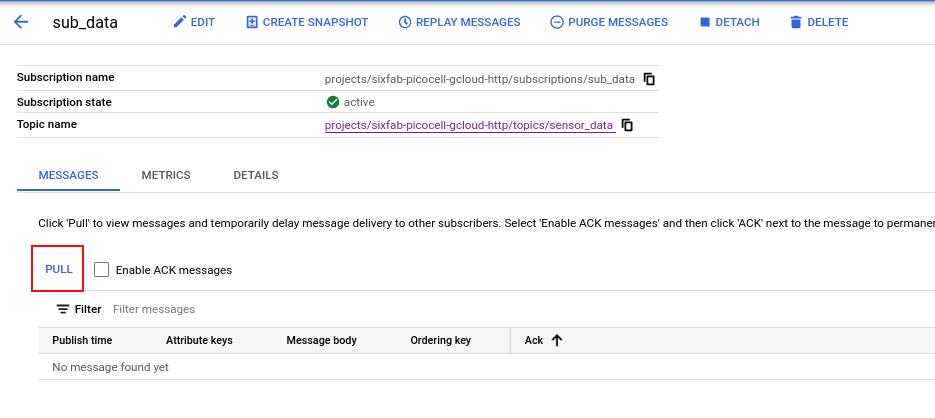 sub_data EDIT CREATE SNAPSHOT REPLAY MESSAGES PURGE MESSAGES DETACH DELETE
Subscription name projects/sixfab-picocell-gcloud-http/subscriptions/sub_data
Subscription state active
Topic name projects/sixfab-picocell-gcloud-http/topics/sensor_data
MESSAGES METRICS DETAILS
Click 'Pull' to view messages and temporarily delay message delivery to other subscribers. Select 'Enable ACK messages' and then click 'ACK' next to the message to permaner
PULL Enable ACK messages
Filter Filter messages
Publish time Attribute keys Message body Ordering key Ack
No message found yet